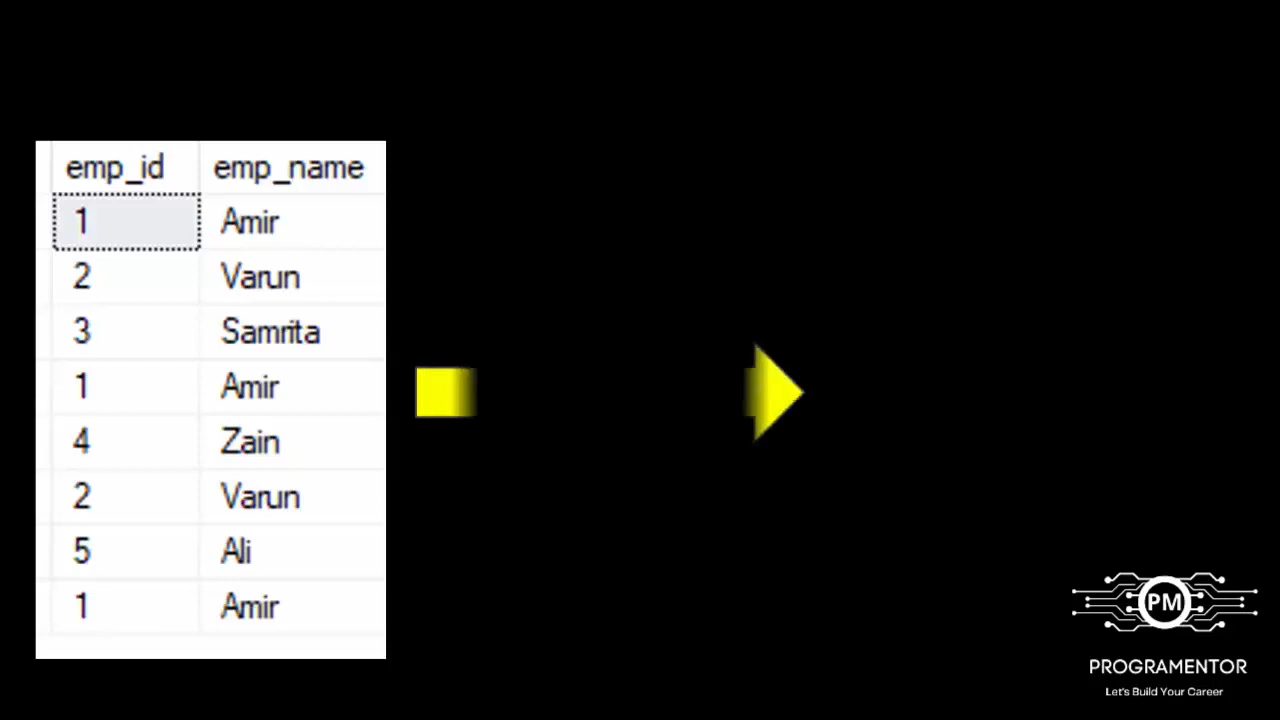 emp_id emp_name
1 Amir
2 Varun
3 Samrita
1 Amir
4 Zain
2 Varun
5 Ali
1 Amir
PM
PROGRAMENTOR
Let's Build Your Career